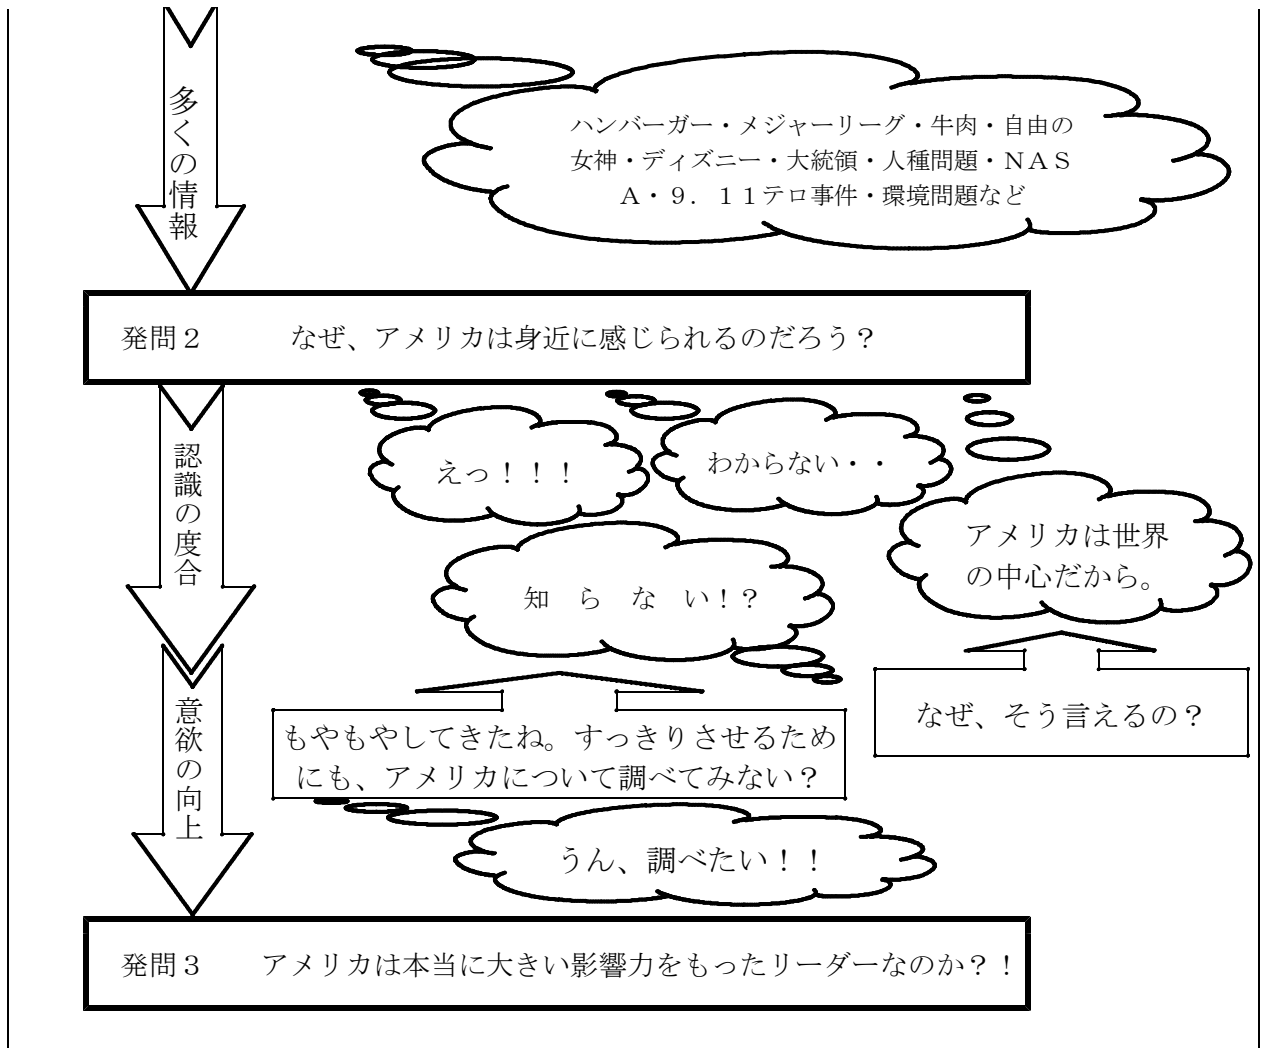 多くの情報
ハンバーガー・メジャーリーグ・牛肉・自由の
女神・ディズニー・大統領・人種問題・ＮＡＳ
Ａ・９．１１テロ事件・環境問題など
発問２　なぜ、アメリカは身近に感じられるのだろう？
認識の度合
えっ！！！
わからない・・
アメリカは世界
の中心だから。
知　ら　な　い！？
なぜ、そう言えるの？
意欲の向上
もやもやしてきたね。すっきりさせるため
にも、アメリカについて調べてみない？
うん、調べたい！！
発問３　アメリカは本当に大きい影響力をもったリーダーなのか？！